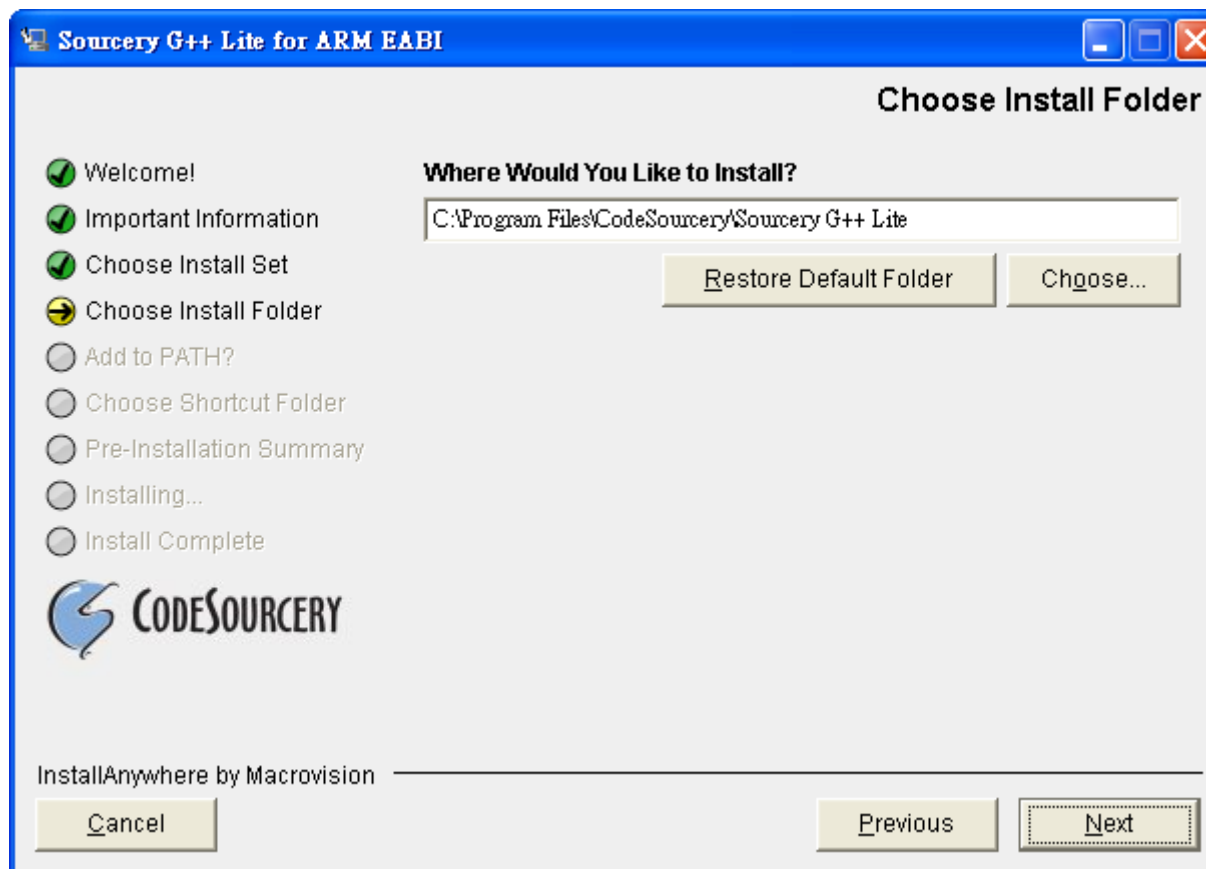 Sourcery G++ Lite for ARM EABI
Choose Install Folder
Welcome!
Important Information
Choose Install Set
Choose Install Folder
Add to PATH?
Choose Shortcut Folder
Pre-Installation Summary
Installing...
Install Complete
CODESOURCERY
Where Would You Like to Install?
C:\Program Files\CodeSourcery\Sourcery G++ Lite
Restore Default Folder
Choose...
InstallAnywhere by Macrovision
Cancel
Previous
Next